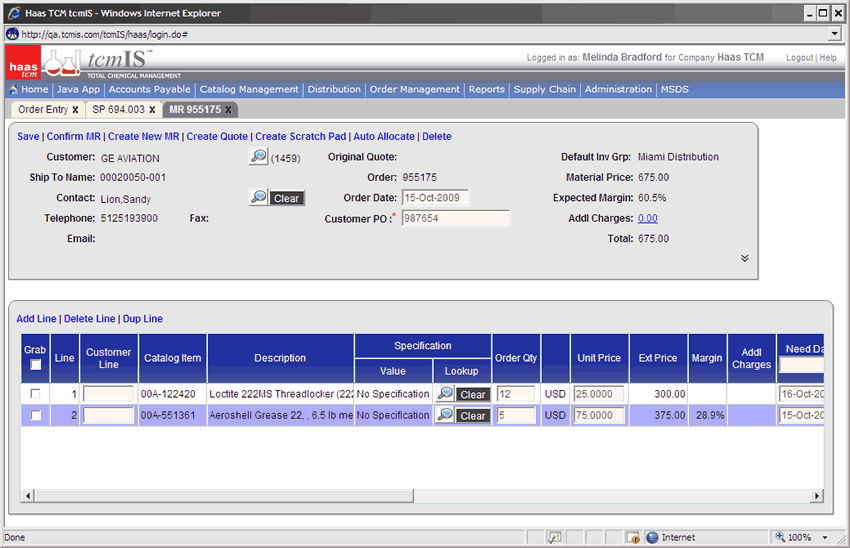 Haas TCM tcmIS - Windows Internet Explorer
http://qa.tcmis.com/tcmIS/haas/login.do#
haas tcm
tcmIS™
TOTAL CHEMICAL MANAGEMENT
Logged in as: Melinda Bradford for Company Haas TCM Logout | Help
Home | Java App | Accounts Payable | Catalog Management | Distribution | Order Management | Reports | Supply Chain | Administration | MSDS
Order Entry x SP 694.003 x MR 955175 x
Save | Confirm MR | Create New MR | Create Quote | Create Scratch Pad | Auto Allocate | Delete
Customer: GE AVIATION (1459) Original Quote: Default Inv Grp: Miami Distribution
Ship To Name: 00020050-001 Order: 955175 Material Price: 675.00
Contact: Lion,Sandy Clear Order Date: 15-Oct-2009 Expected Margin: 60.5%
Telephone: 5125193900 Fax: Customer PO :* 987654 Addl Charges: 0.00
Email: Total: 675.00
Add Line | Delete Line | Dup Line
Grab Line Customer Line Catalog Item Description Specification Value Lookup Order Qty Unit Price Ext Price Margin Addl Charges Need Da
1 00A-122420 Loctite 222MS Threadlocker (222 No Specification Clear 12 USD 25.0000 300.00 16-Oct-20
2 00A-551361 Aeroshell Grease 22, , 6.5 lb me No Specification Clear 5 USD 75.0000 375.00 28.9% 15-Oct-20
Done Internet 100%